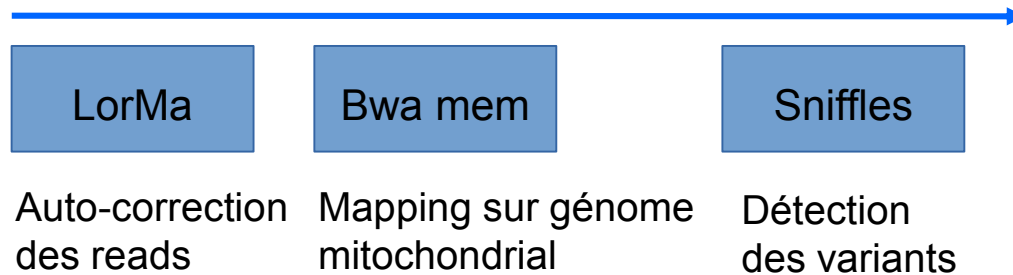 LorMa
Bwa mem
Sniffles
Auto-correction
des reads
Mapping sur génome
mitochondrial
Détection
des variants